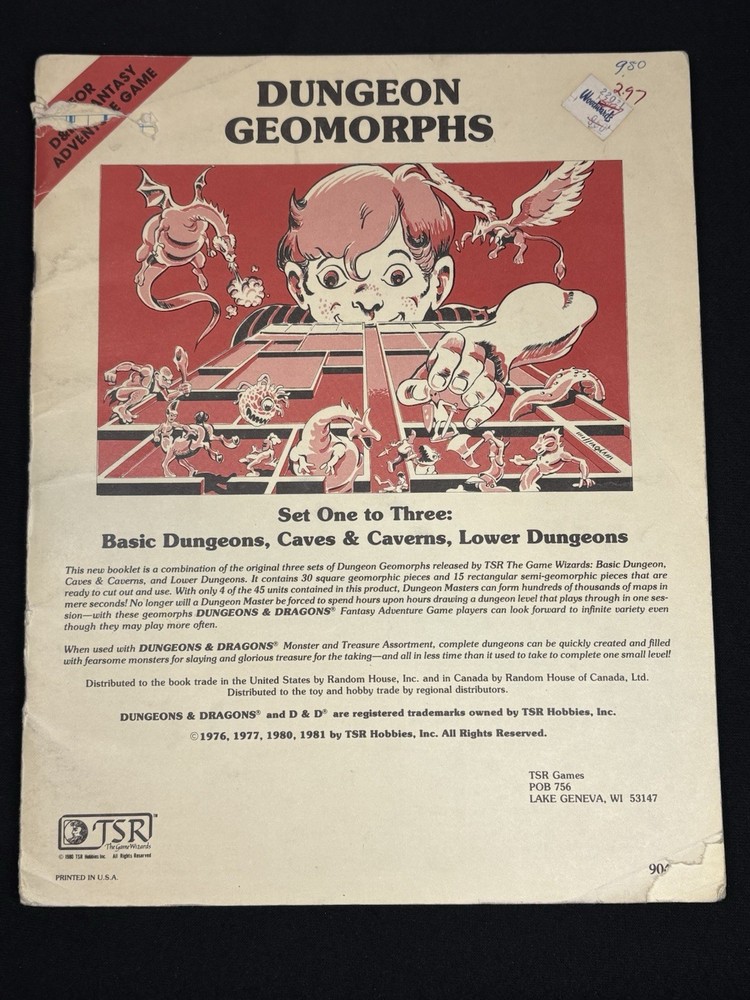 FOR
FANTASY
ADVENTURE GAME
DUNGEON
GEOMORPHS
950
2.97
Woodward's
Set One to Three:
Basic Dungeons, Caves & Caverns, Lower Dungeons
This new booklet is a combination of the original three sets of Dungeon Geomorphs released by TSR The Game Wizards: Basic Dungeon,
Caves & Caverns, and Lower Dungeons. It contains 30 square geomorphic pieces and 15 rectangular semi-geomorphic pieces that are
ready to cut out and use. With only 4 of the 45 units contained in this product, Dungeon Masters can form hundreds of thousands of maps in
mere seconds! No longer will a Dungeon Master be forced to spend hours upon hours drawing a dungeon level that plays through in one ses-
sion—with these geomorphs DUNGEONS & DRAGONS® Fantasy Adventure Game players can look forward to infinite variety even
though they may play more often.
When used with DUNGEONS & DRAGONS® Monster and Treasure Assortment, complete dungeons can be quickly created and filled
with fearsome monsters for slaying and glorious treasure for the taking—and all in less time than it used to take to complete one small level!
Distributed to the book trade in the United States by Random House, Inc. and in Canada by Random House of Canada, Ltd.
Distributed to the toy and hobby trade by regional distributors.
DUNGEONS & DRAGONS® and D & D® are registered trademarks owned by TSR Hobbies, Inc.
©1976, 1977, 1980, 1981 by TSR Hobbies, Inc. All Rights Reserved.
TSR Games
POB 756
LAKE GENEVA, WI 53147
TSR™
The Game Wizards
© 1980 TSR Hobbies Inc. All Rights Reserved
PRINTED IN U.S.A.
904